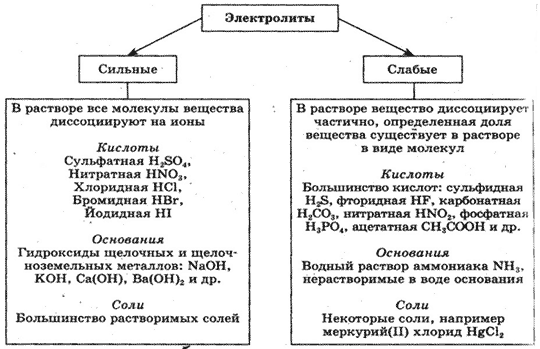 Электролиты
Сильные
Слабые
В растворе все молекулы вещества
диссоциируют на ионы
Кислоты
Сульфатная H₂SO₄,
Нитратная HNO₃,
Хлоридная HCl,
Бромидная HBr,
Йодидная HI
Основания
Гидроксиды щелочных и щелоч-
ноземельных металлов: NaOH,
KOH, Ca(OH), Ba(OH)₂ и др.
Соли
Большинство растворимых солей
В растворе вещество диссоциирует
частично, определенная доля
вещества существует в растворе
в виде молекул
Кислоты
Большинство кислот: сульфидная
H₂S, фторидная HF, карбонатная
H₂CO₃, нитратная HNO₂, фосфатная
H₃PO₄, ацетатная CH₃COOH и др.
Основания
Водный раствор аммониака NH₃,
нерастворимые в воде основания
Соли
Некоторые соли, например
меркурий(II) хлорид HgCl₂